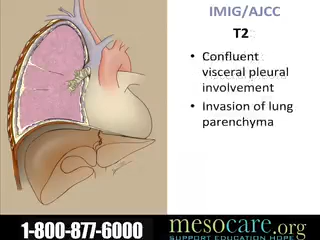 IMIG/AJCC
T2
• Confluent
visceral pleural
involvement
• Invasion of lung
parenchyma
1-800-877-6000
mesocare.org
SUPPORT EDUCATION HOPE